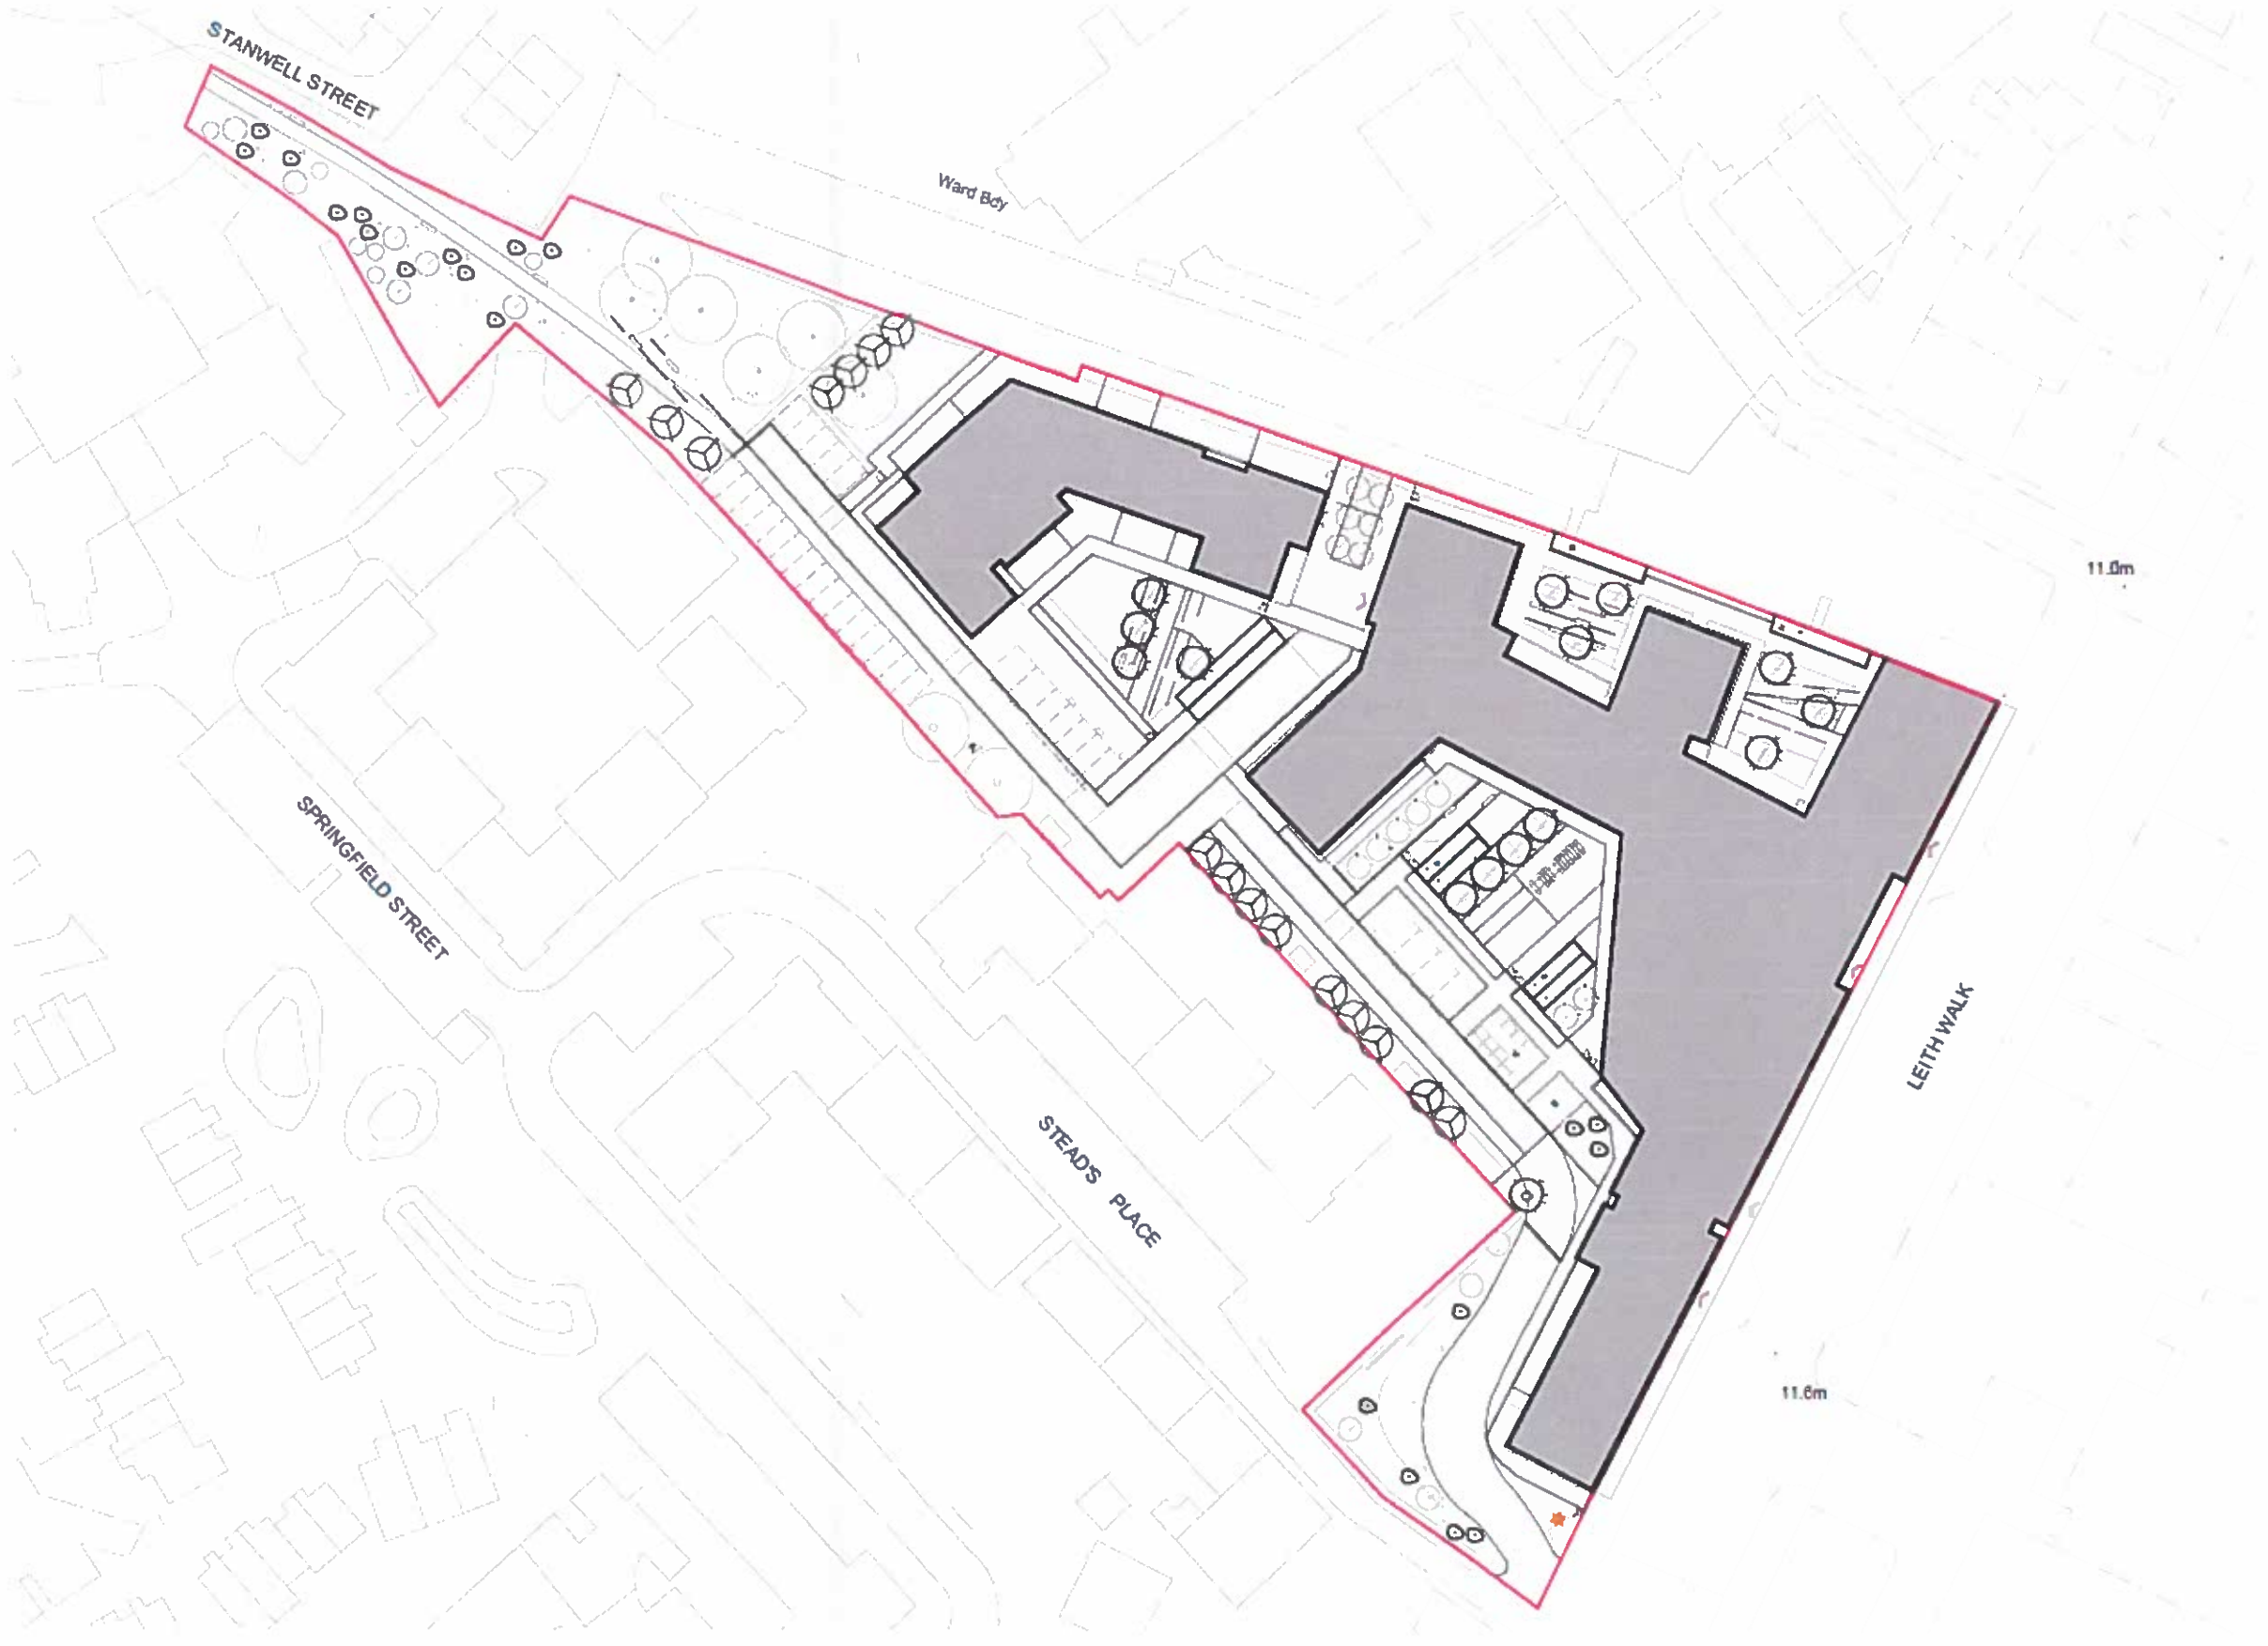 STANWELL STREET
Ward Bdy
11.0m
SPRINGFIELD STREET
LEITH WALK
STEAD'S PLACE
11.6m